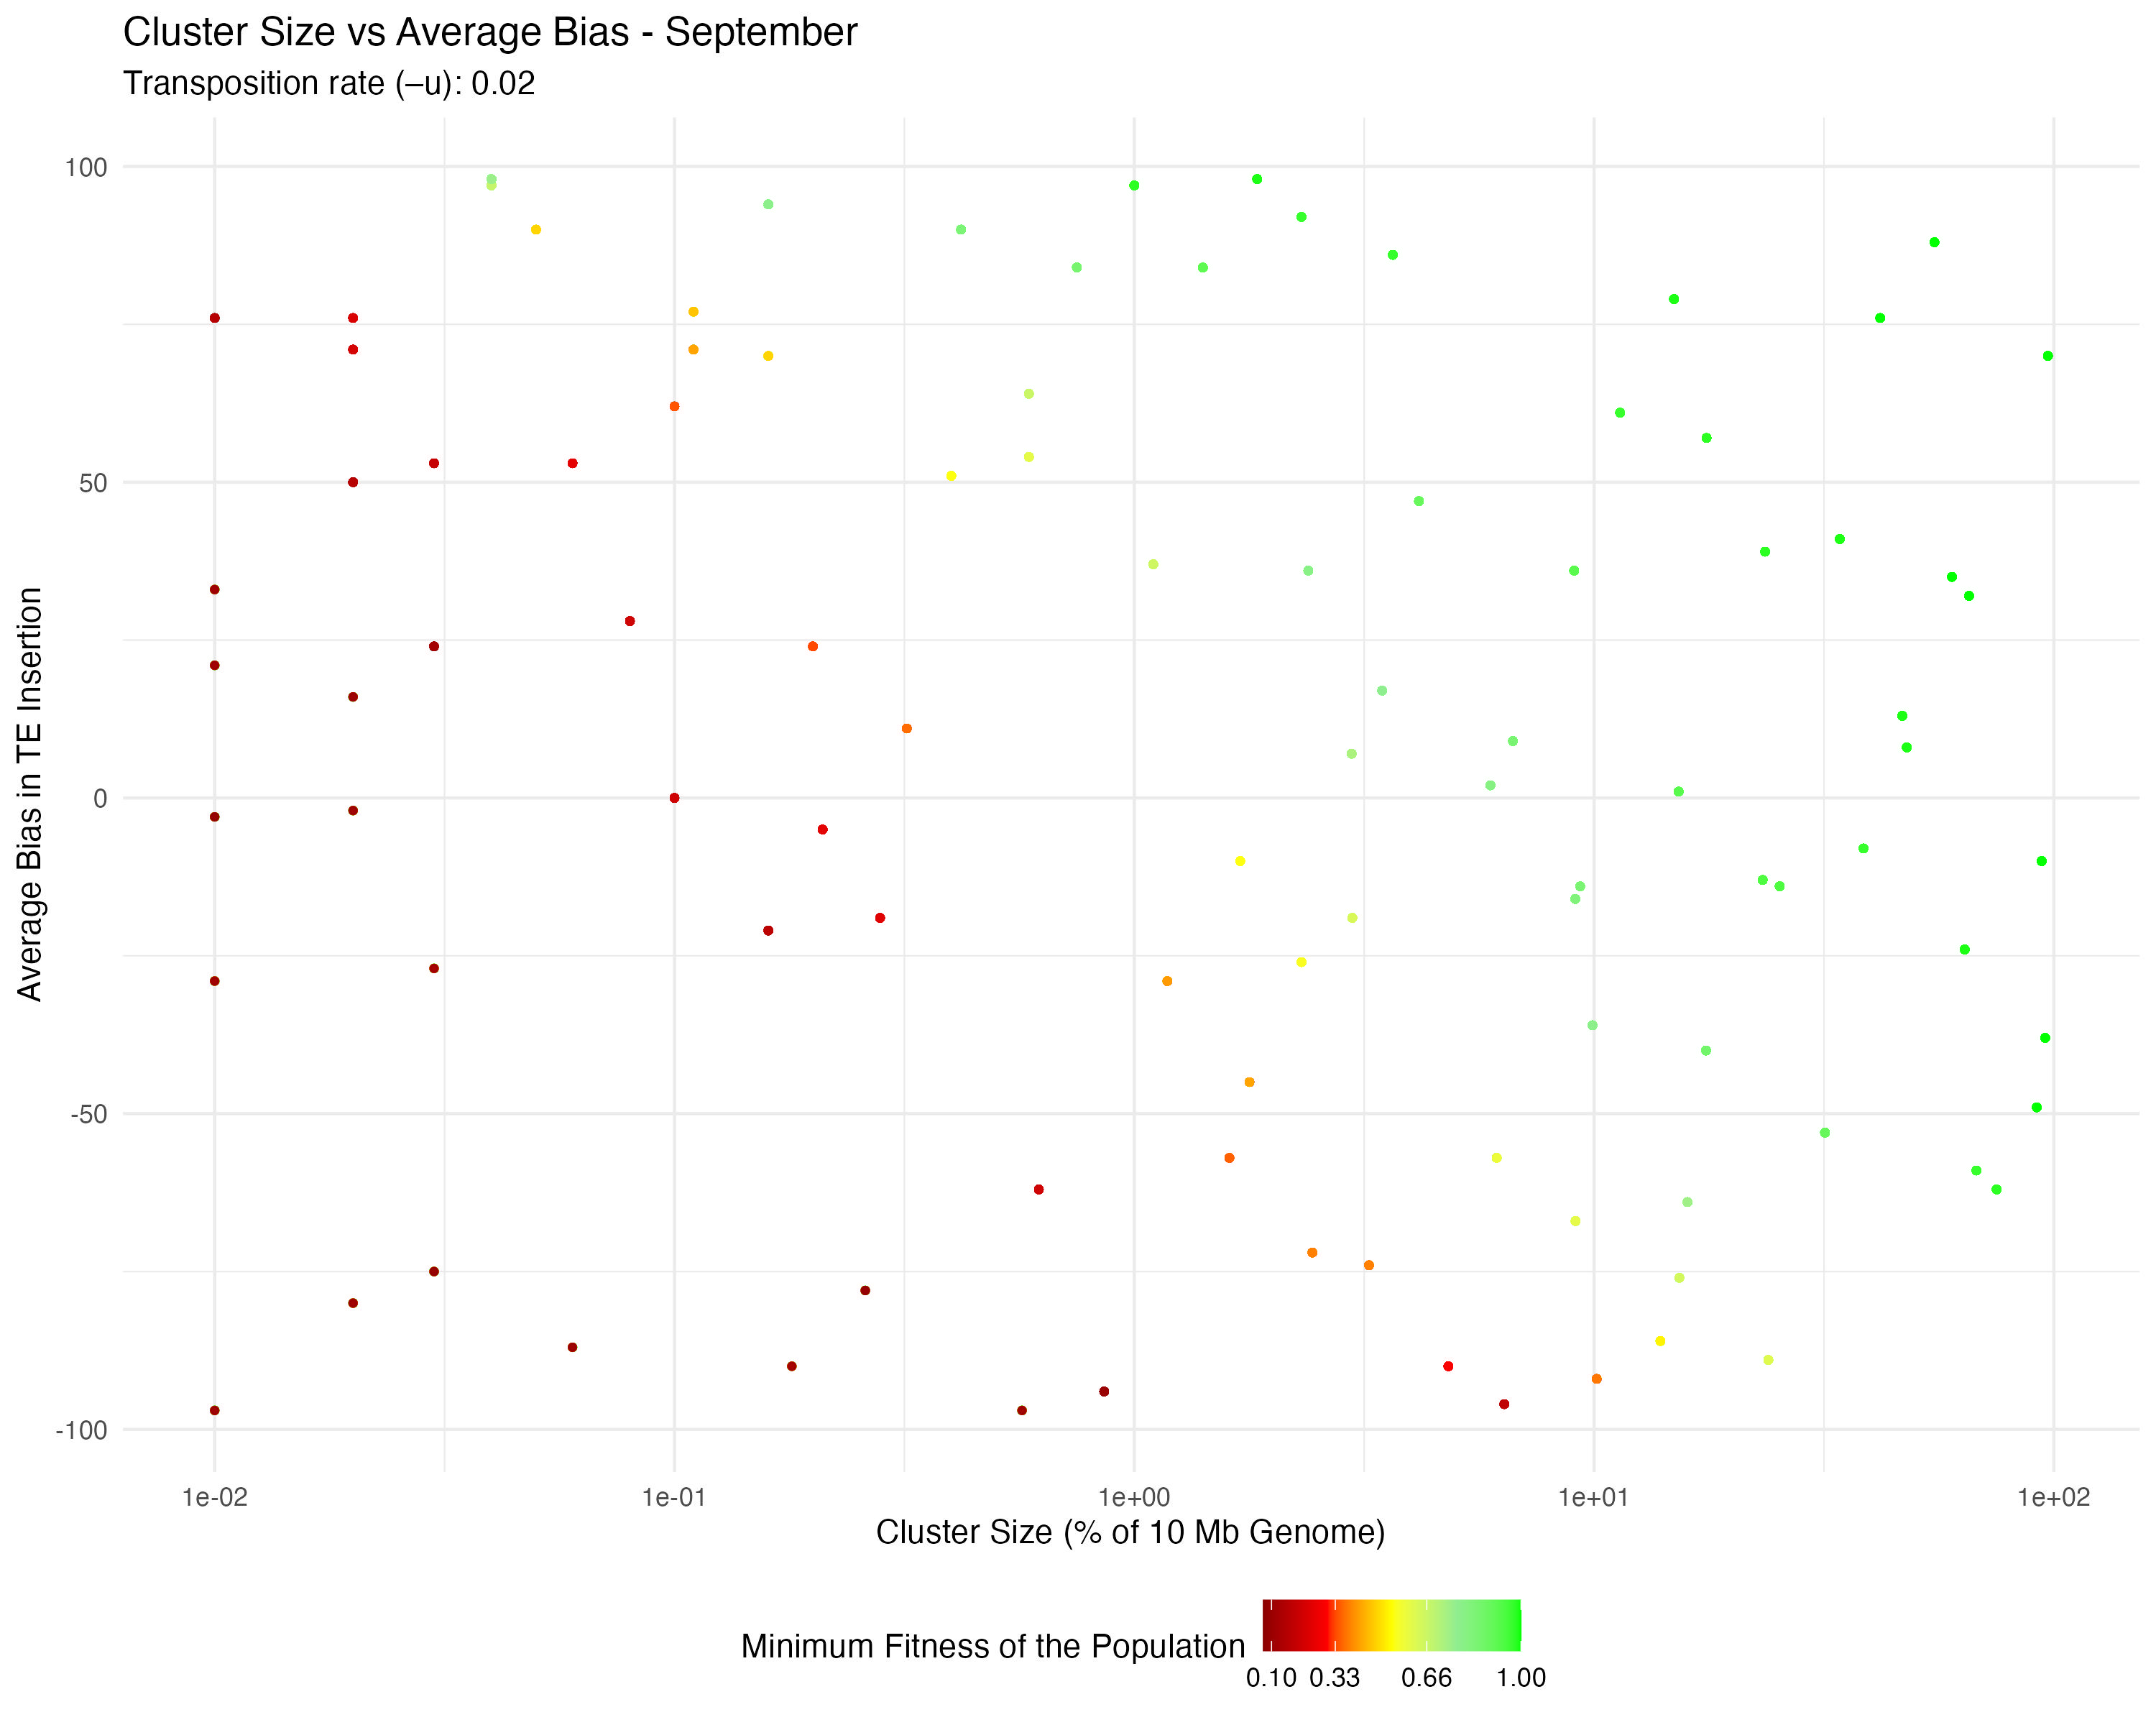 Cluster Size vs Average Bias - September
Transposition rate (−u): 0.02
Average Bias in TE Insertion
100
50
0
-50
-100
1e-02 1e-01 1e+00 1e+01 1e+02
Cluster Size (% of 10 Mb Genome)
Minimum Fitness of the Population
0.10 0.33 0.66 1.00